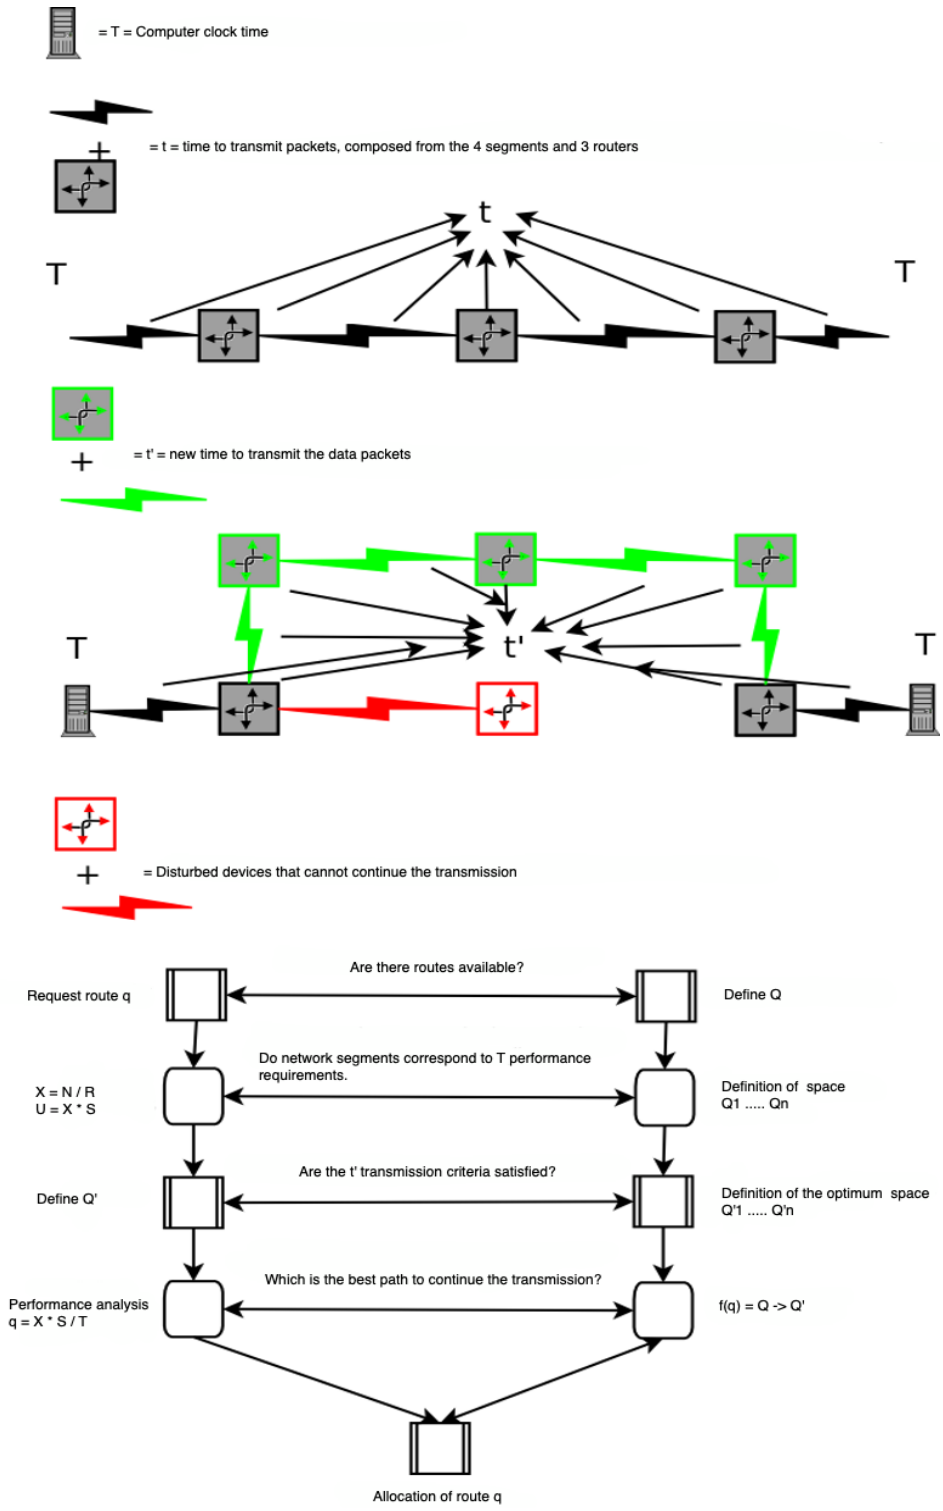 = T = Computer clock time
+
= t = time to transmit packets, composed from the 4 segments and 3 routers
t
T
T
+
= t' = new time to transmit the data packets
T
t'
T
+
= Disturbed devices that cannot continue the transmission
Are there routes available?
Request route q
Define Q
Do network segments correspond to T performance
requirements.
X = N / R
U = X * S
Definition of space
Q1 ..... Qn
Are the t' transmission criteria satisfied?
Define Q'
Definition of the optimum space
Q'1 ..... Q'n
Which is the best path to continue the transmission?
Performance analysis
q = X * S / T
f(q) = Q -> Q'
Allocation of route q